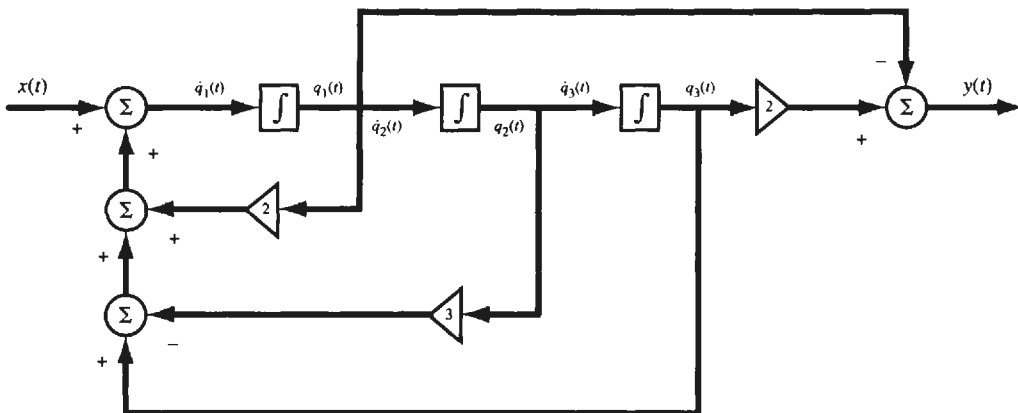 x(t)
+
Σ
q̇₁(t)
∫
q₁(t)
q̇₂(t)
∫
q₂(t)
q̇₃(t)
∫
q₃(t)
2
+
−
Σ
y(t)
+
Σ
+
2
+
Σ
−
3
+